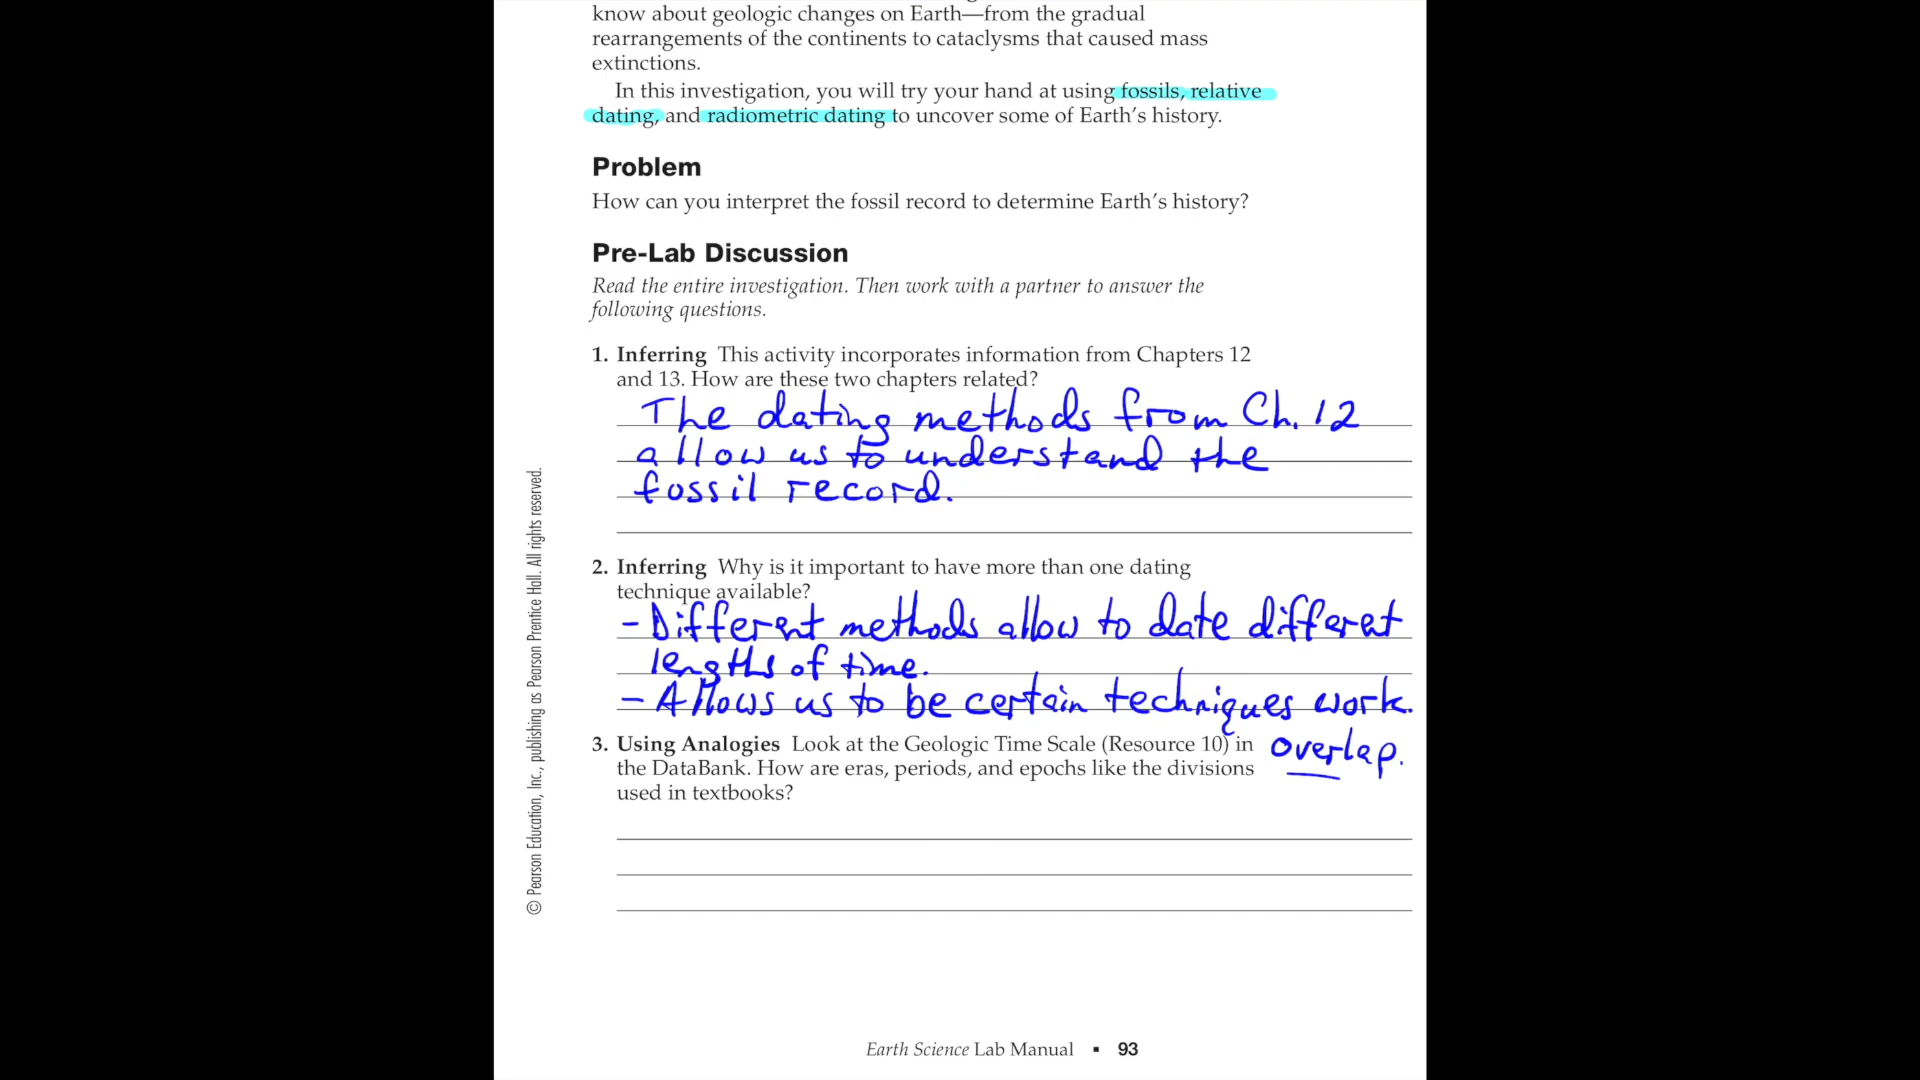 know about geologic changes on Earth—from the gradual
rearrangements of the continents to cataclysms that caused mass
extinctions.
In this investigation, you will try your hand at using fossils, relative
dating, and radiometric dating to uncover some of Earth's history.
Problem
How can you interpret the fossil record to determine Earth's history?
Pre-Lab Discussion
Read the entire investigation. Then work with a partner to answer the
following questions.
1. Inferring This activity incorporates information from Chapters 12
and 13. How are these two chapters related?
The dating methods from Ch. 12
allow us to understand the
fossil record.
2. Inferring Why is it important to have more than one dating
technique available?
- Different methods allow to date different
lengths of time.
- Allows us to be certain techniques work.
overlap.
3. Using Analogies Look at the Geologic Time Scale (Resource 10) in
the DataBank. How are eras, periods, and epochs like the divisions
used in textbooks?
© Pearson Education, Inc., publishing as Pearson Prentice Hall. All rights reserved.
Earth Science Lab Manual ▪ 93